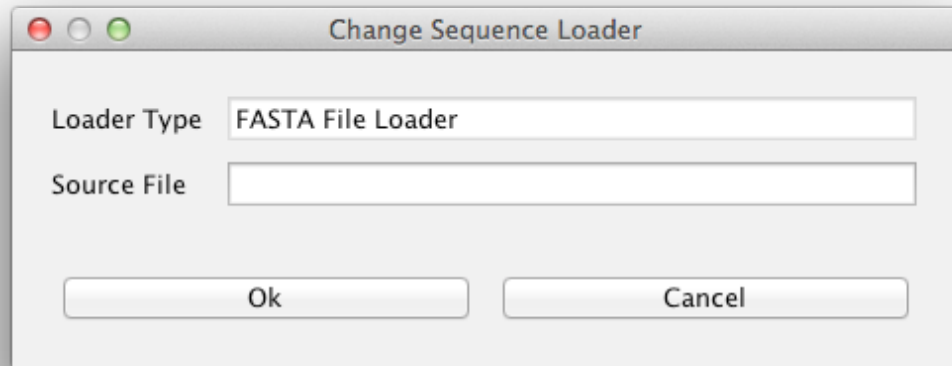 Change Sequence Loader
Loader Type FASTA File Loader
Source File
Ok Cancel